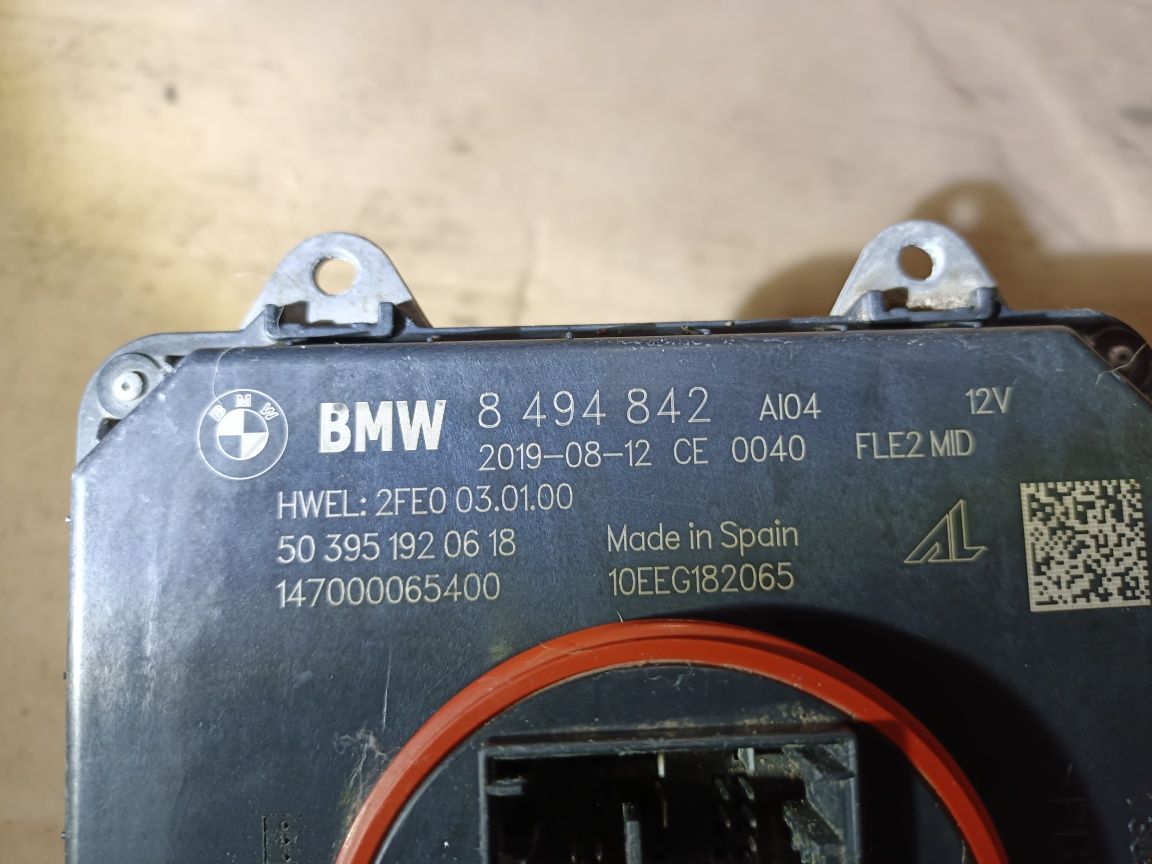 BMW BMW 8 494 842 AI04 12V
2019-08-12 CE 0040 FLE2 MID
HWEL: 2FE0 03.01.00
50 395 192 06 18 Made in Spain
147000065400 10EEG182065
AL